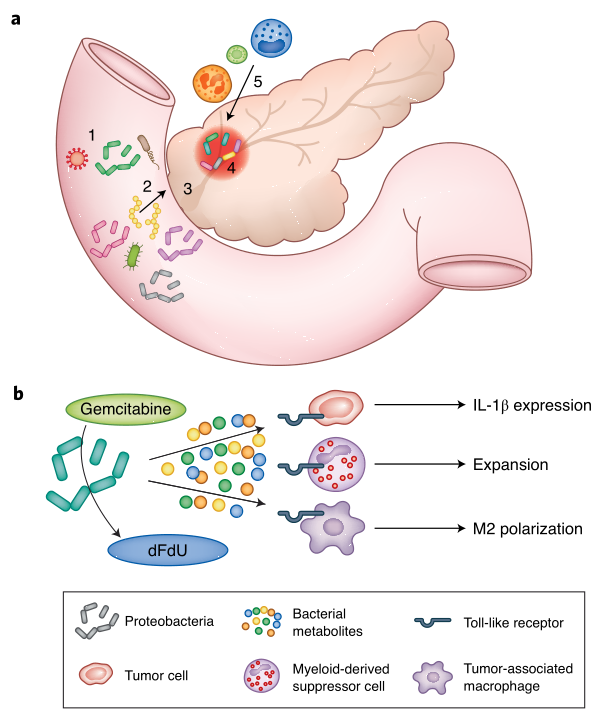 a
5
1
4
2
3
b
Gemcitabine
IL-1β expression
Expansion
M2 polarization
dFdU
Proteobacteria
Bacterial
metabolites
Toll-like receptor
Tumor cell
Myeloid-derived
suppressor cell
Tumor-associated
macrophage